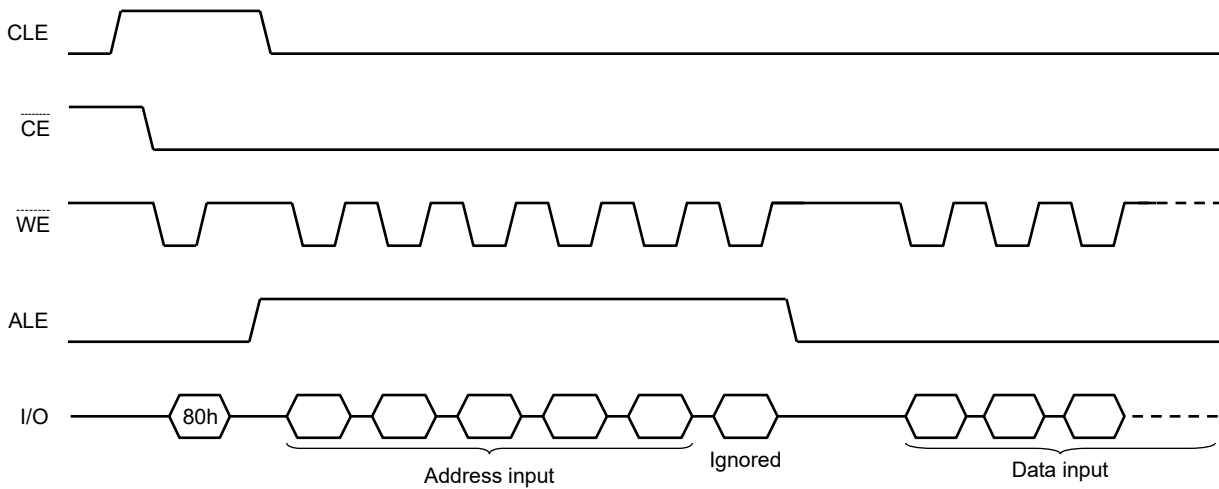 CLE
CE
WE
ALE
I/O
80h
Address input
Ignored
Data input